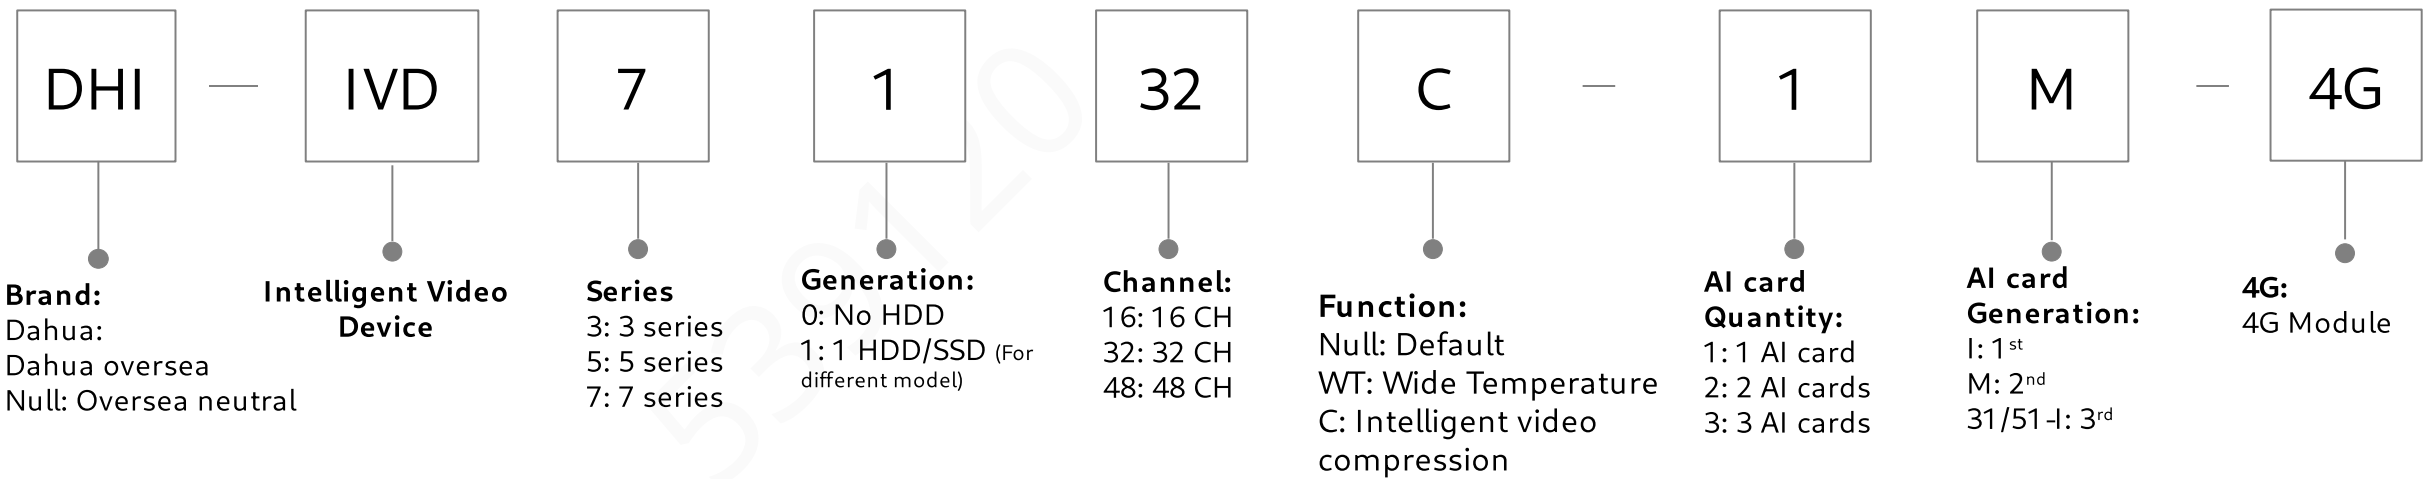 DHI — IVD 7 1 32 C — 1 M — 4G
Brand:
Dahua:
Dahua oversea
Null: Oversea neutral
Intelligent Video
Device
Series
3: 3 series
5: 5 series
7: 7 series
Generation:
0: No HDD
1: 1 HDD/SSD (For
different model)
Channel:
16: 16 CH
32: 32 CH
48: 48 CH
Function:
Null: Default
WT: Wide Temperature
C: Intelligent video
compression
AI card
Quantity:
1: 1 AI card
2: 2 AI cards
3: 3 AI cards
AI card
Generation:
I: 1st
M: 2nd
31/51-I: 3rd
4G:
4G Module
539120